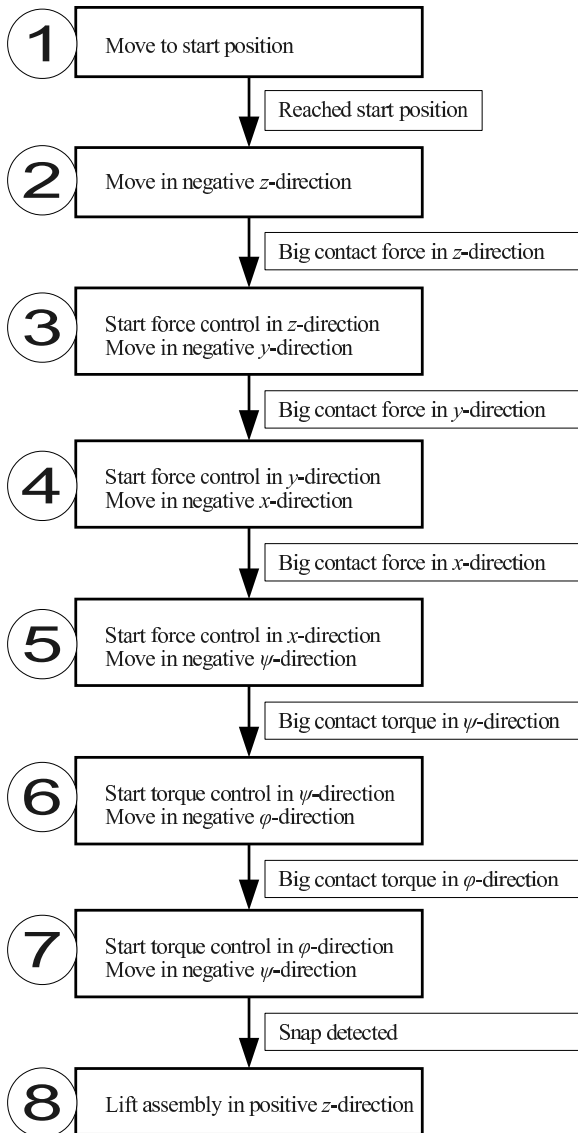 1
Move to start position
Reached start position
2
Move in negative z-direction
Big contact force in z-direction
3
Start force control in z-direction
Move in negative y-direction
Big contact force in y-direction
4
Start force control in y-direction
Move in negative x-direction
Big contact force in x-direction
5
Start force control in x-direction
Move in negative ψ-direction
Big contact torque in ψ-direction
6
Start torque control in ψ-direction
Move in negative φ-direction
Big contact torque in φ-direction
7
Start torque control in φ-direction
Move in negative ψ-direction
Snap detected
8
Lift assembly in positive z-direction